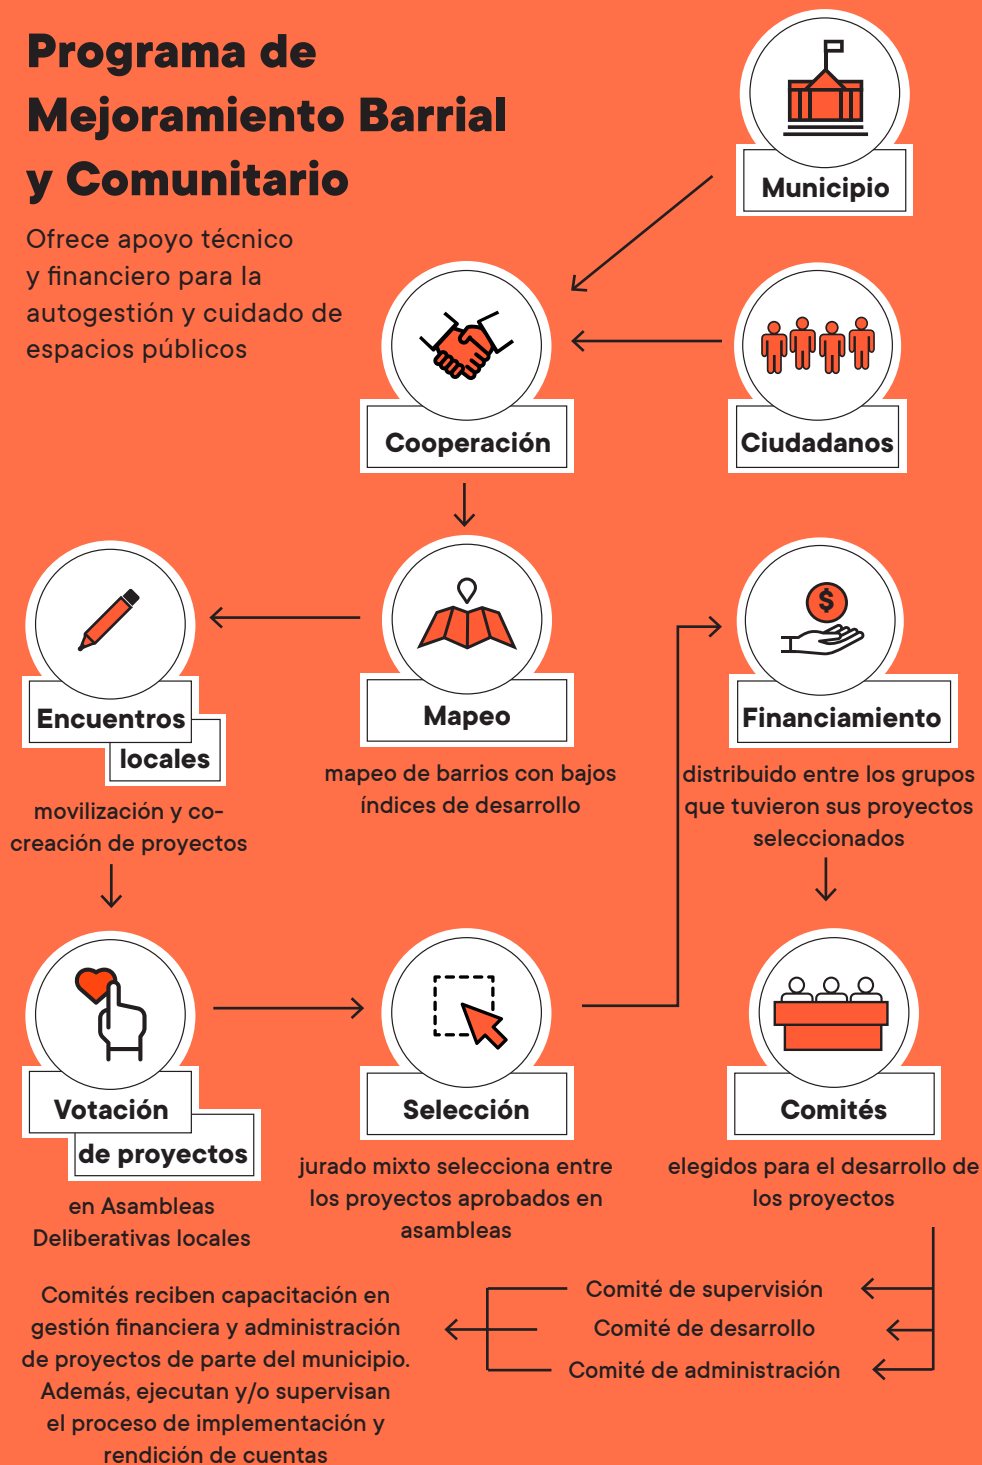 Programa de
Mejoramiento Barrial
y Comunitario
Ofrece apoyo técnico
y financiero para la
autogestión y cuidado de
espacios públicos
Municipio
Cooperación
Ciudadanos
Encuentros
locales
movilización y co-
creación de proyectos
Mapeo
mapeo de barrios con bajos
índices de desarrollo
$
Financiamiento
distribuido entre los grupos
que tuvieron sus proyectos
seleccionados
Votación
de proyectos
en Asambleas
Deliberativas locales
Selección
jurado mixto selecciona entre
los proyectos aprobados en
asambleas
Comités
elegidos para el desarrollo de
los proyectos
Comité de supervisión
Comité de desarrollo
Comité de administración
Comités reciben capacitación en
gestión financiera y administración
de proyectos de parte del municipio.
Además, ejecutan y/o supervisan
el proceso de implementación y
rendición de cuentas